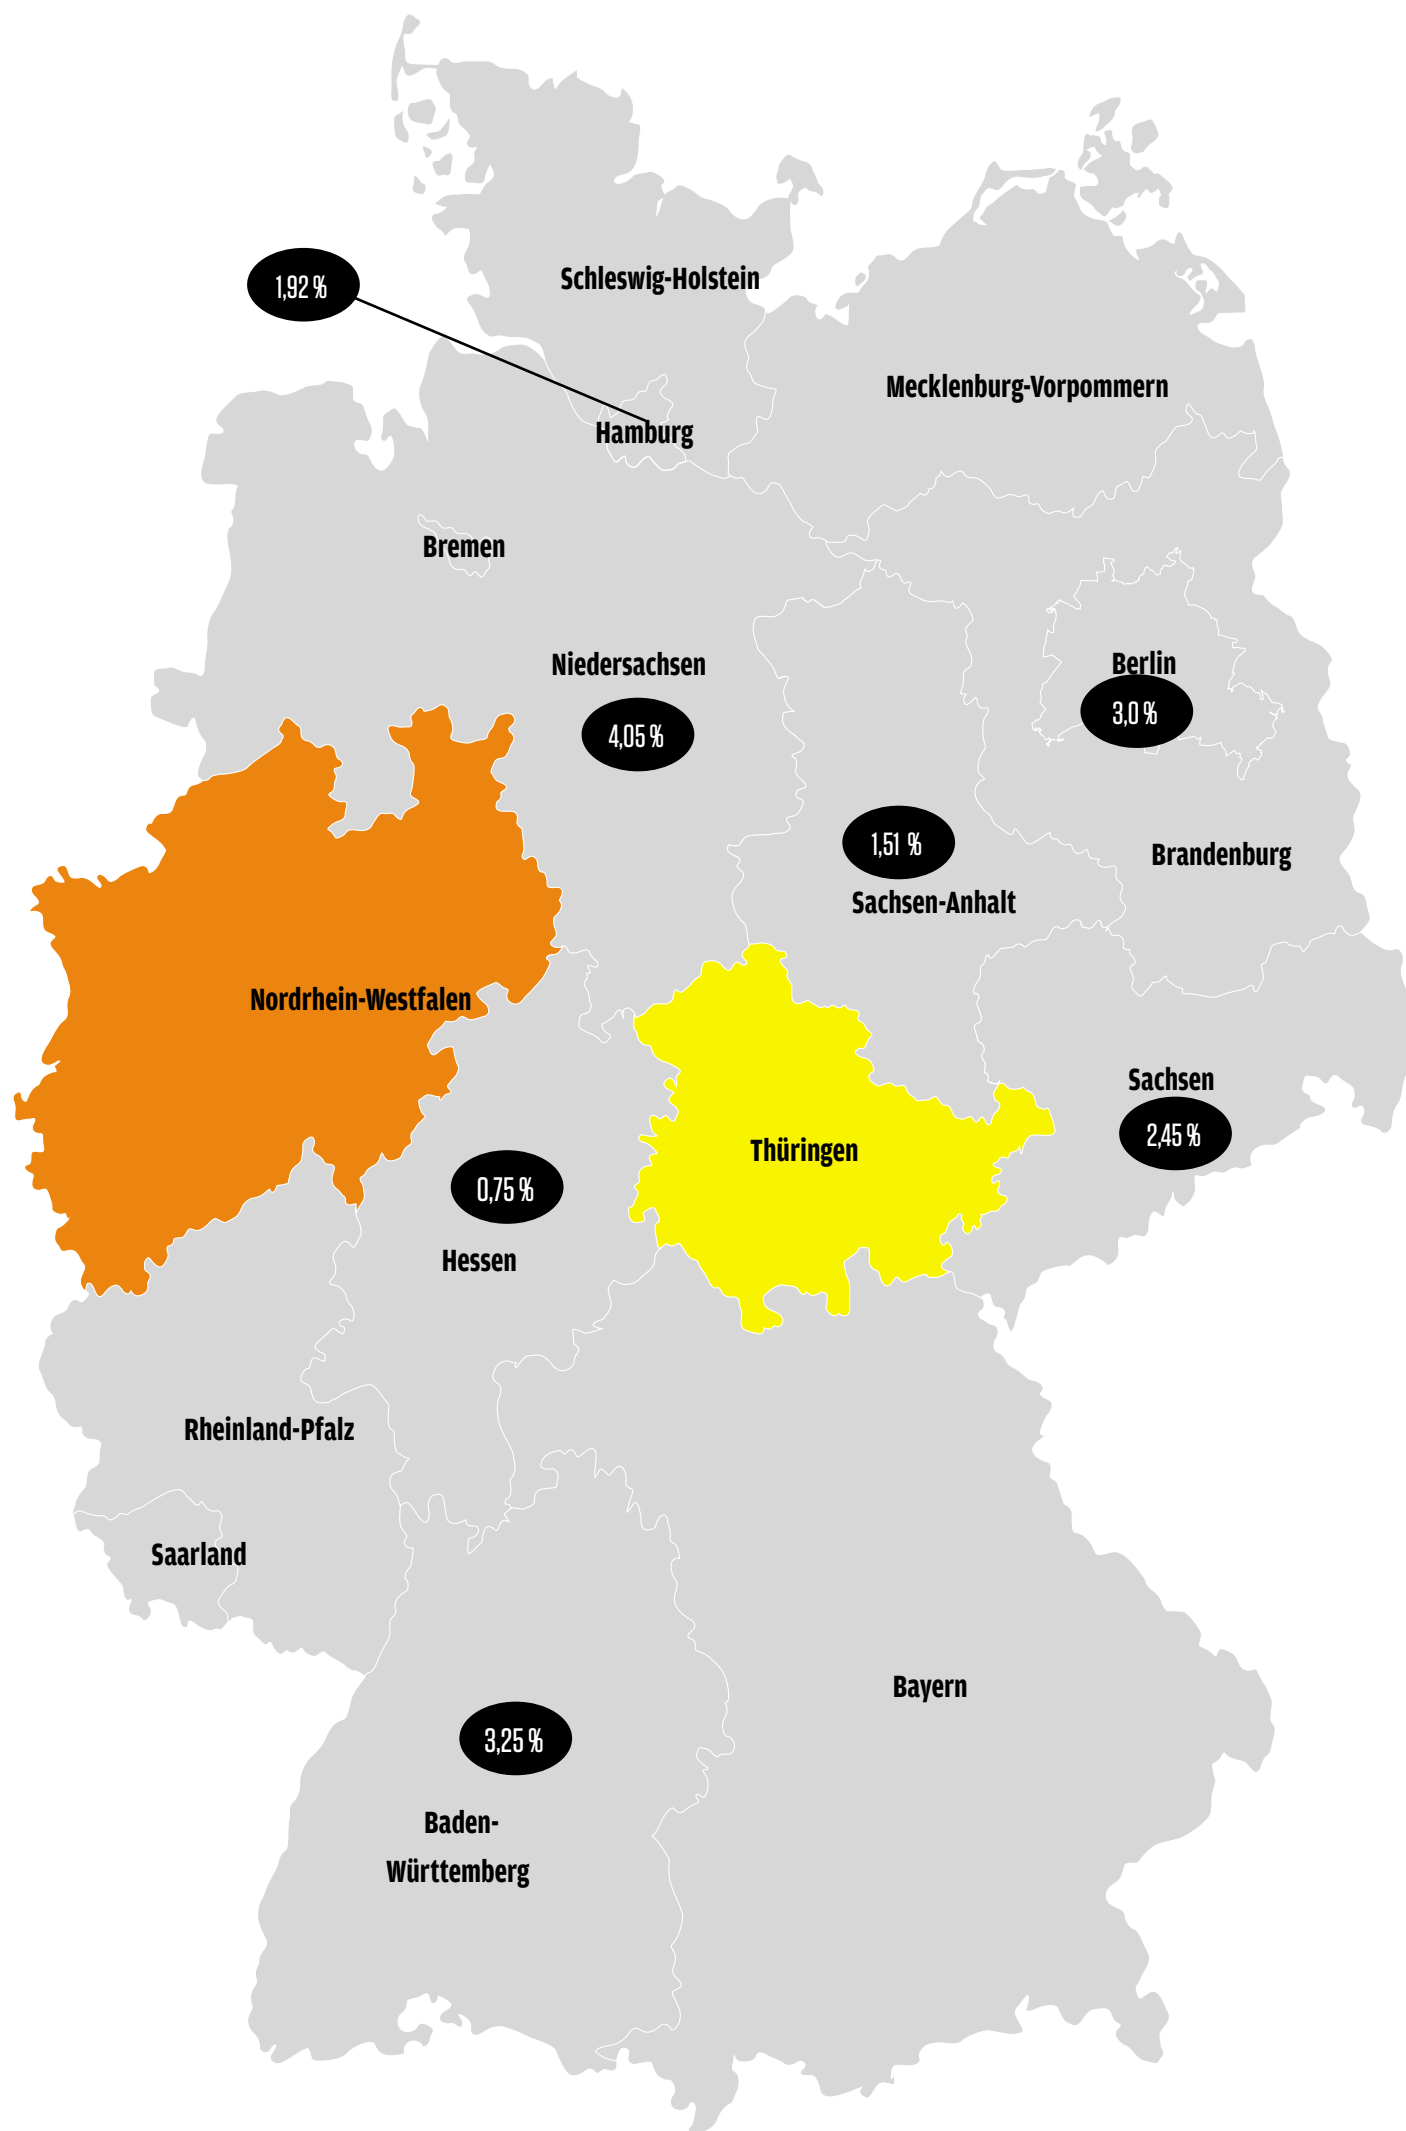 Schleswig-Holstein
1,92 %
Mecklenburg-Vorpommern
Hamburg
Bremen
Niedersachsen
4,05 %
Berlin
3,0 %
1,51 %
Sachsen-Anhalt
Brandenburg
Nordrhein-Westfalen
Sachsen
2,45 %
Thüringen
0,75 %
Hessen
Rheinland-Pfalz
Saarland
Bayern
3,25 %
Baden-
Württemberg